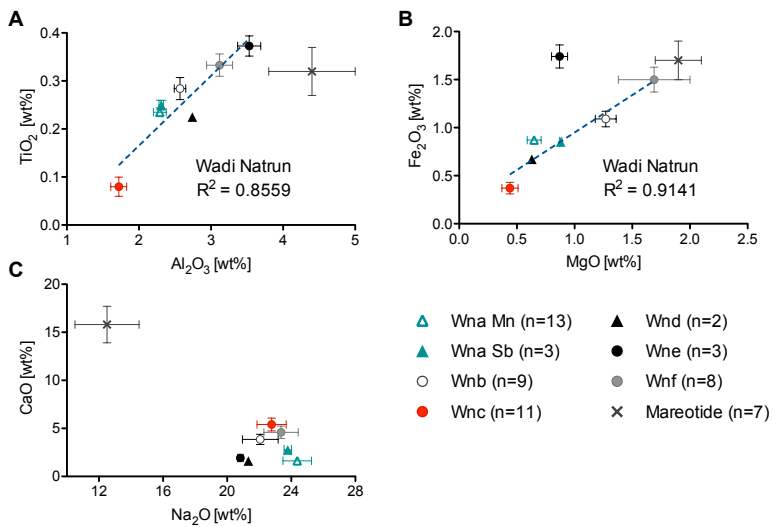 A
TiO2 [wt%]
0.4
0.3
0.2
0.1
0.0
Wadi Natrun
R² = 0.8559
1 2 3 4 5
Al2O3 [wt%]
B
Fe2O3 [wt%]
2.0
1.5
1.0
0.5
0.0
Wadi Natrun
R² = 0.9141
0.0 0.5 1.0 1.5 2.0 2.5
MgO [wt%]
C
CaO [wt%]
20
15
10
5
0
12 16 20 24 28
Na2O [wt%]
Wna Mn (n=13)
Wna Sb (n=3)
Wnb (n=9)
Wnc (n=11)
Wnd (n=2)
Wne (n=3)
Wnf (n=8)
Mareotide (n=7)